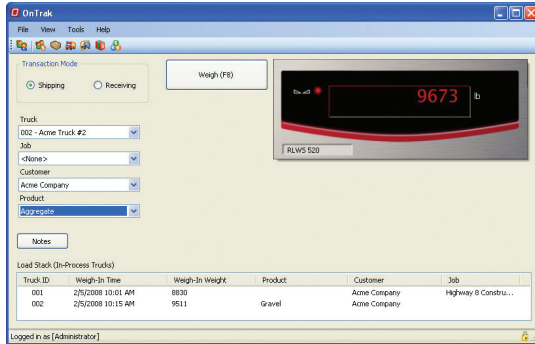 OnTrak
File View Tools Help
Transaction Mode
Shipping Receiving
Weigh (F8)
9673 lb
RLWS 520
Truck
002 - Acme Truck #2
Job
<None>
Customer
Acme Company
Product
Aggregate
Notes
Load Stack (In-Process Trucks)
Truck ID Weigh-In Time Weigh-In Weight Product Customer Job
001 2/5/2008 10:01 AM 8830 Acme Company Highway 8 Constru...
002 2/5/2008 10:15 AM 9511 Gravel Acme Company
Logged in as [Administrator]